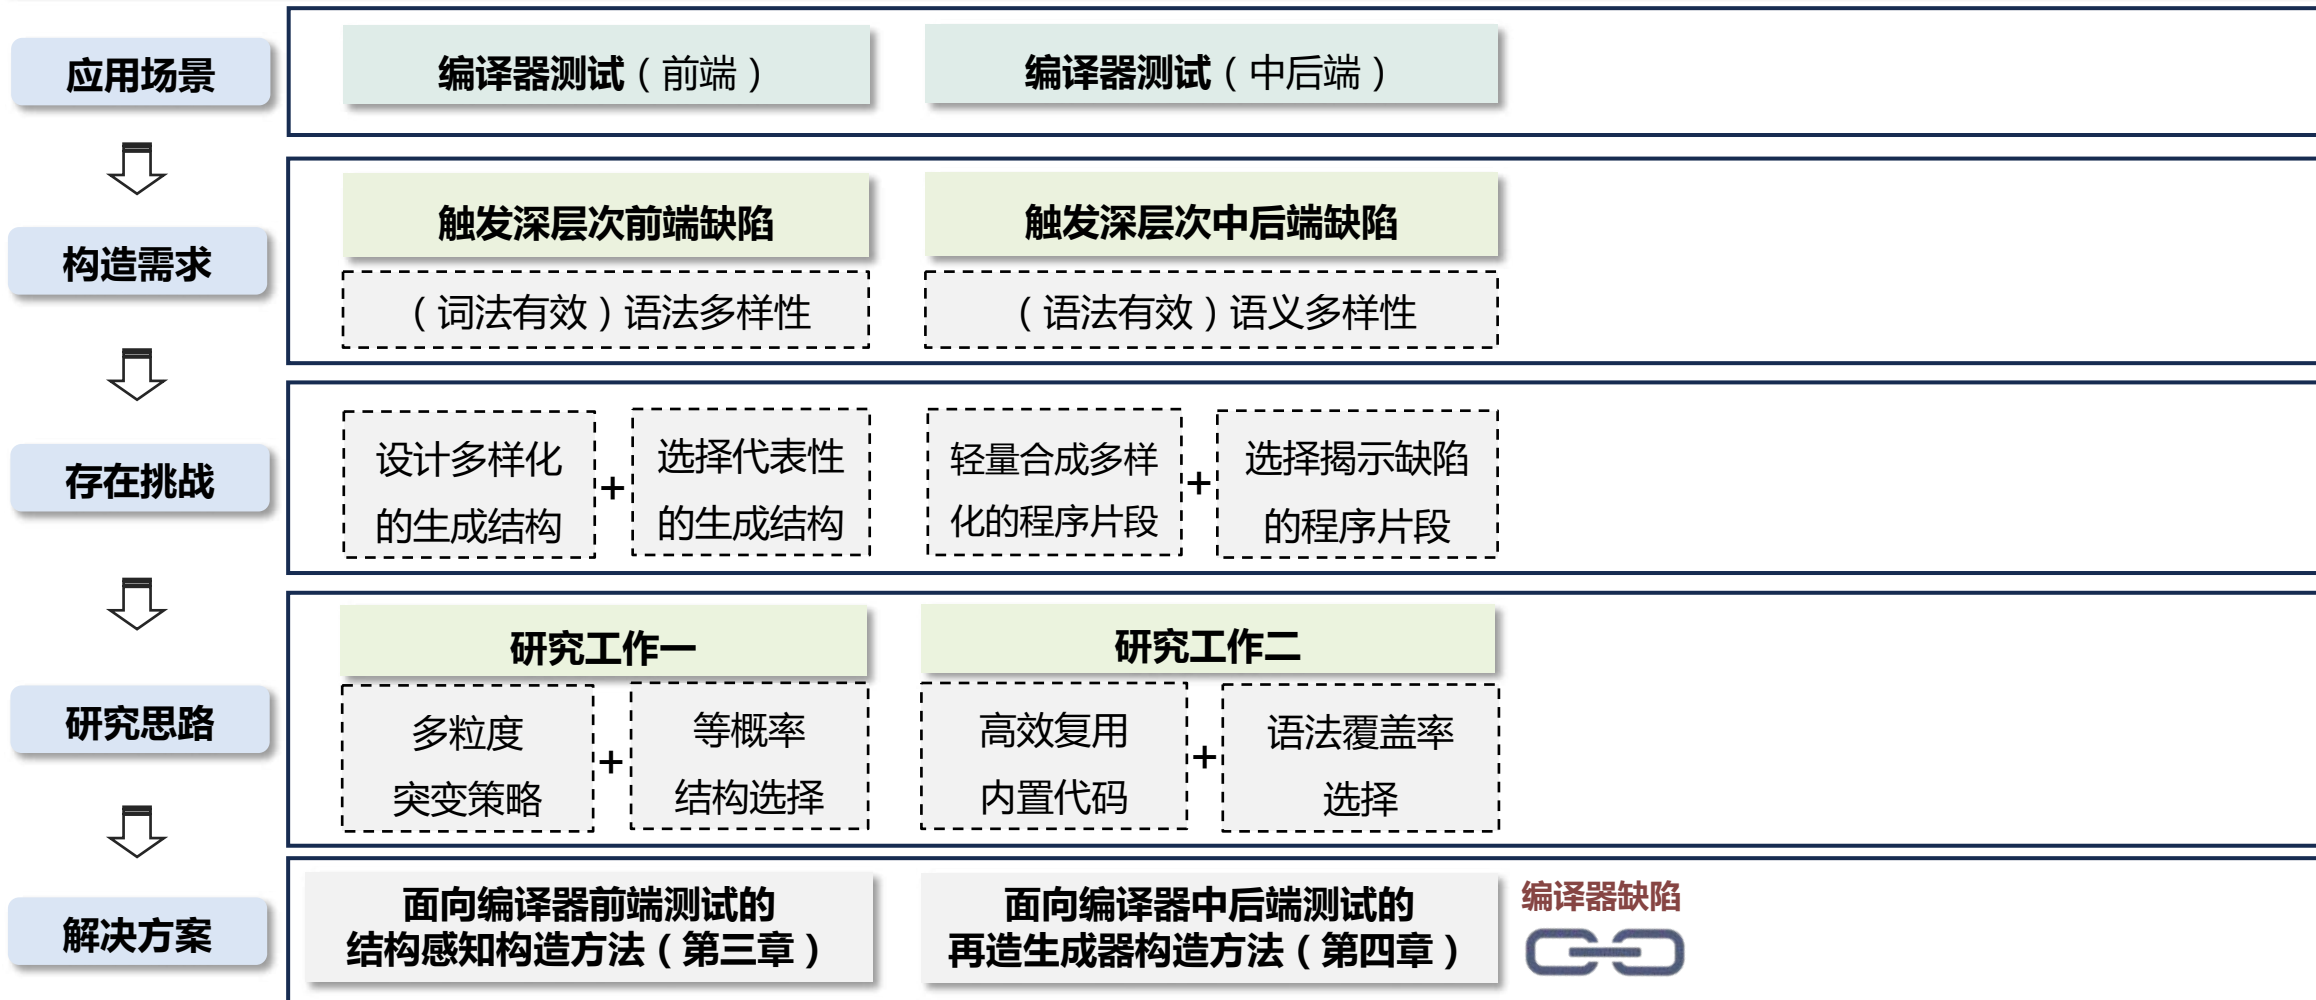 应用场景
编译器测试（前端）
编译器测试（中后端）
构造需求
触发深层次前端缺陷
触发深层次中后端缺陷
（词法有效）语法多样性
（语法有效）语义多样性
存在挑战
设计多样化
的生成结构
+
选择代表性
的生成结构
轻量合成多样
化的程序片段
+
选择揭示缺陷
的程序片段
研究思路
研究工作一
研究工作二
多粒度
突变策略
+
等概率
结构选择
高效复用
内置代码
+
语法覆盖率
选择
解决方案
面向编译器前端测试的
结构感知构造方法（第三章）
面向编译器中后端测试的
再造生成器构造方法（第四章）
编译器缺陷